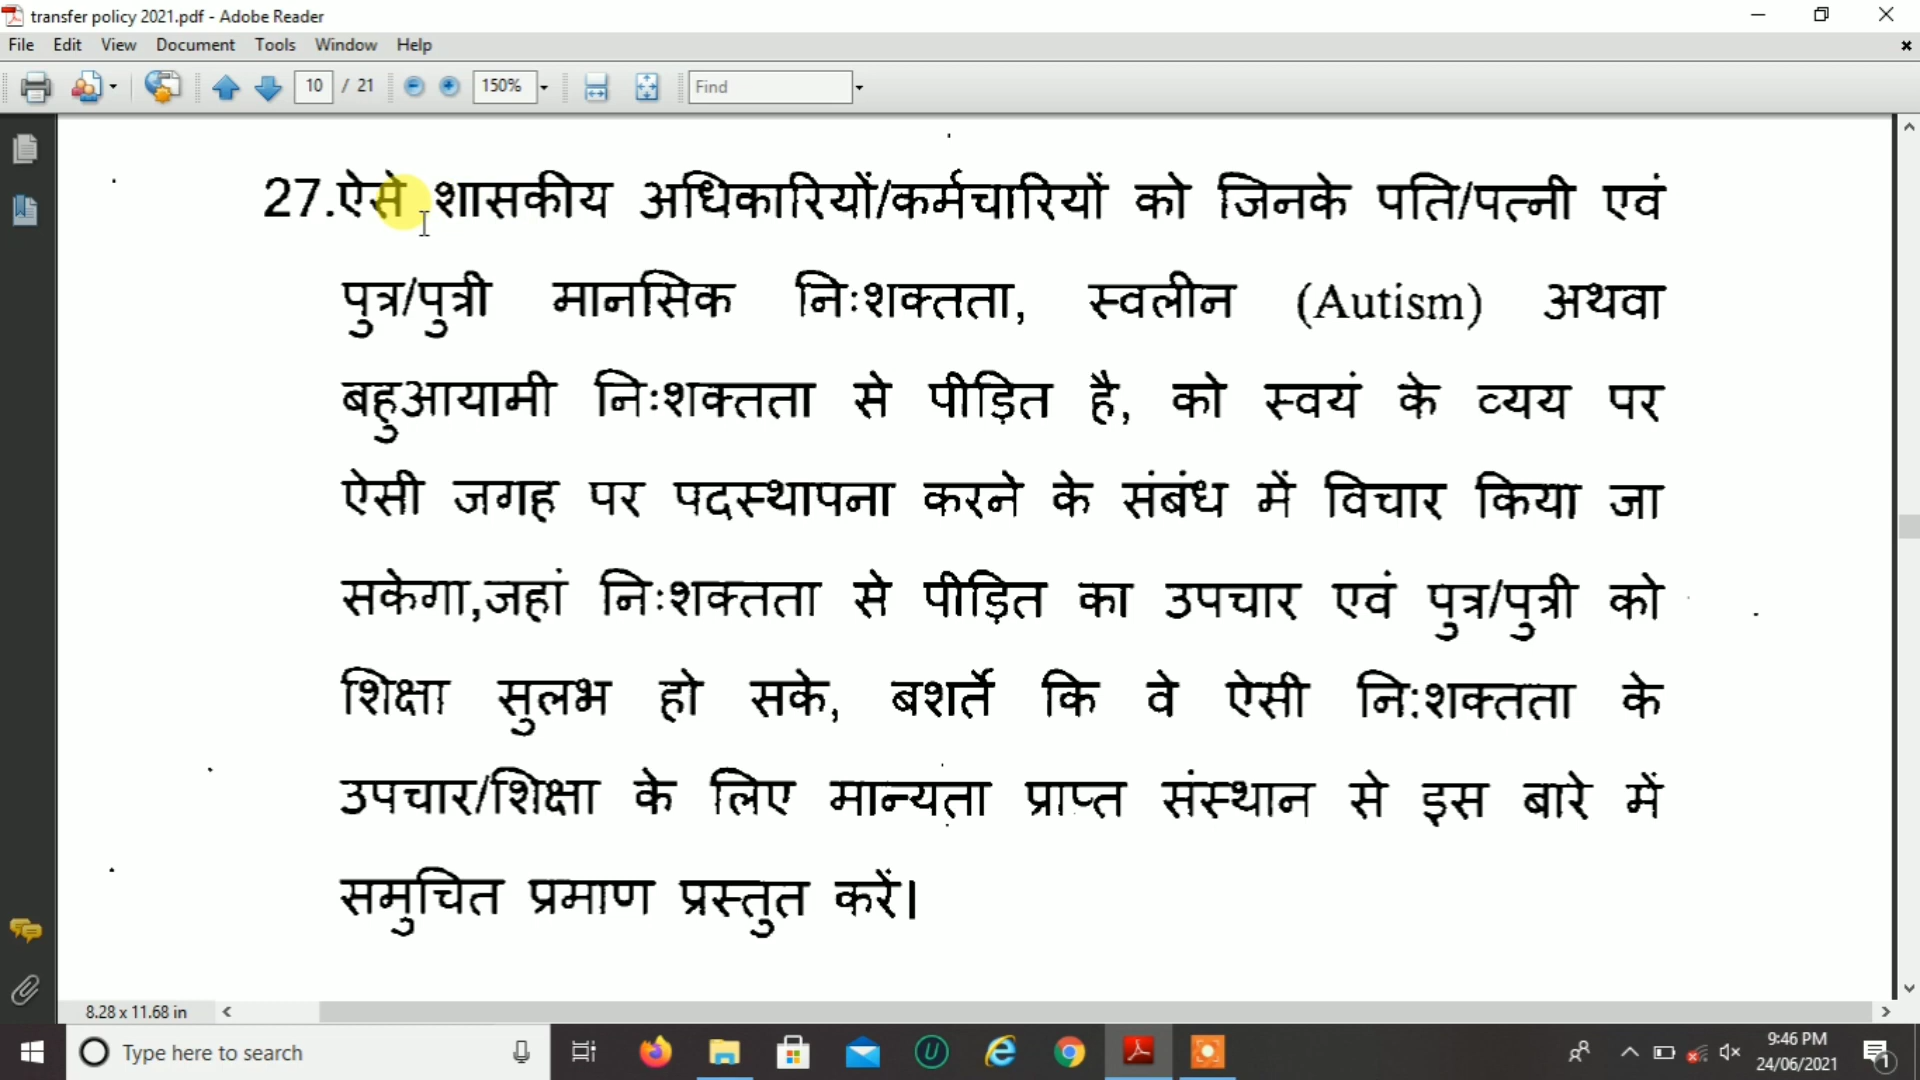 transfer policy 2021.pdf - Adobe Reader
File Edit View Document Tools Window Help
10 / 21 150% Find
27.ऐसे शासकीय अधिकारियों/कर्मचारियों को जिनके पति/पत्नी एवं
पुत्र/पुत्री मानसिक निःशक्तता, स्वलीन (Autism) अथवा
बहुआयामी निःशक्तता से पीड़ित है, को स्वयं के व्यय पर
ऐसी जगह पर पदस्थापना करने के संबंध में विचार किया जा
सकेगा,जहां निःशक्तता से पीड़ित का उपचार एवं पुत्र/पुत्री को
शिक्षा सुलभ हो सके, बशर्ते कि वे ऐसी नि:शक्तता के
उपचार/शिक्षा के लिए मान्यता प्राप्त संस्थान से इस बारे में
समुचित प्रमाण प्रस्तुत करें।
8.28 x 11.68 in
Type here to search
9:46 PM
24/06/2021
1